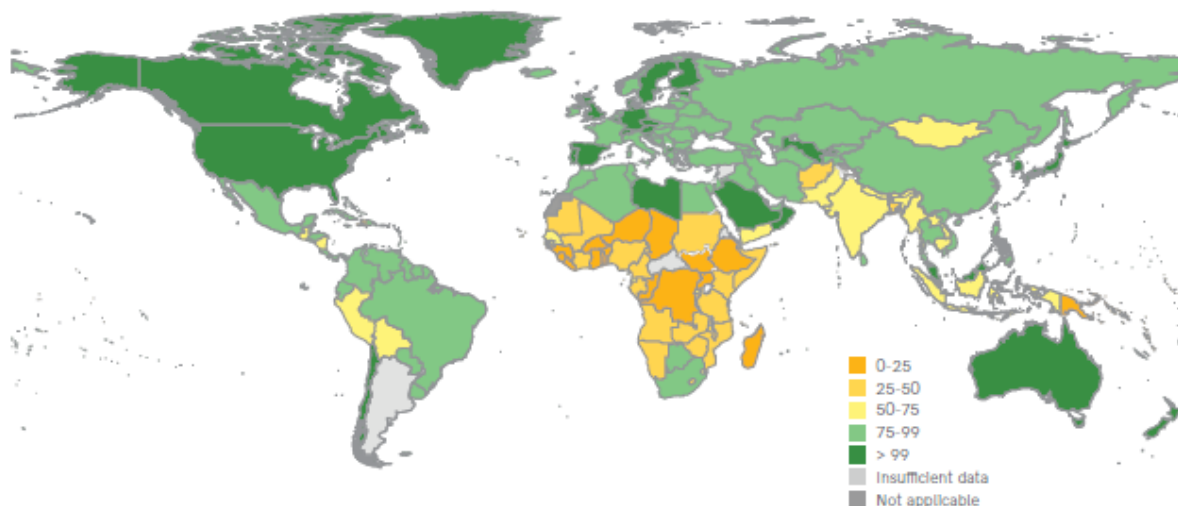 0-25
25-50
50-75
75-99
> 99
Insufficient data
Not applicable